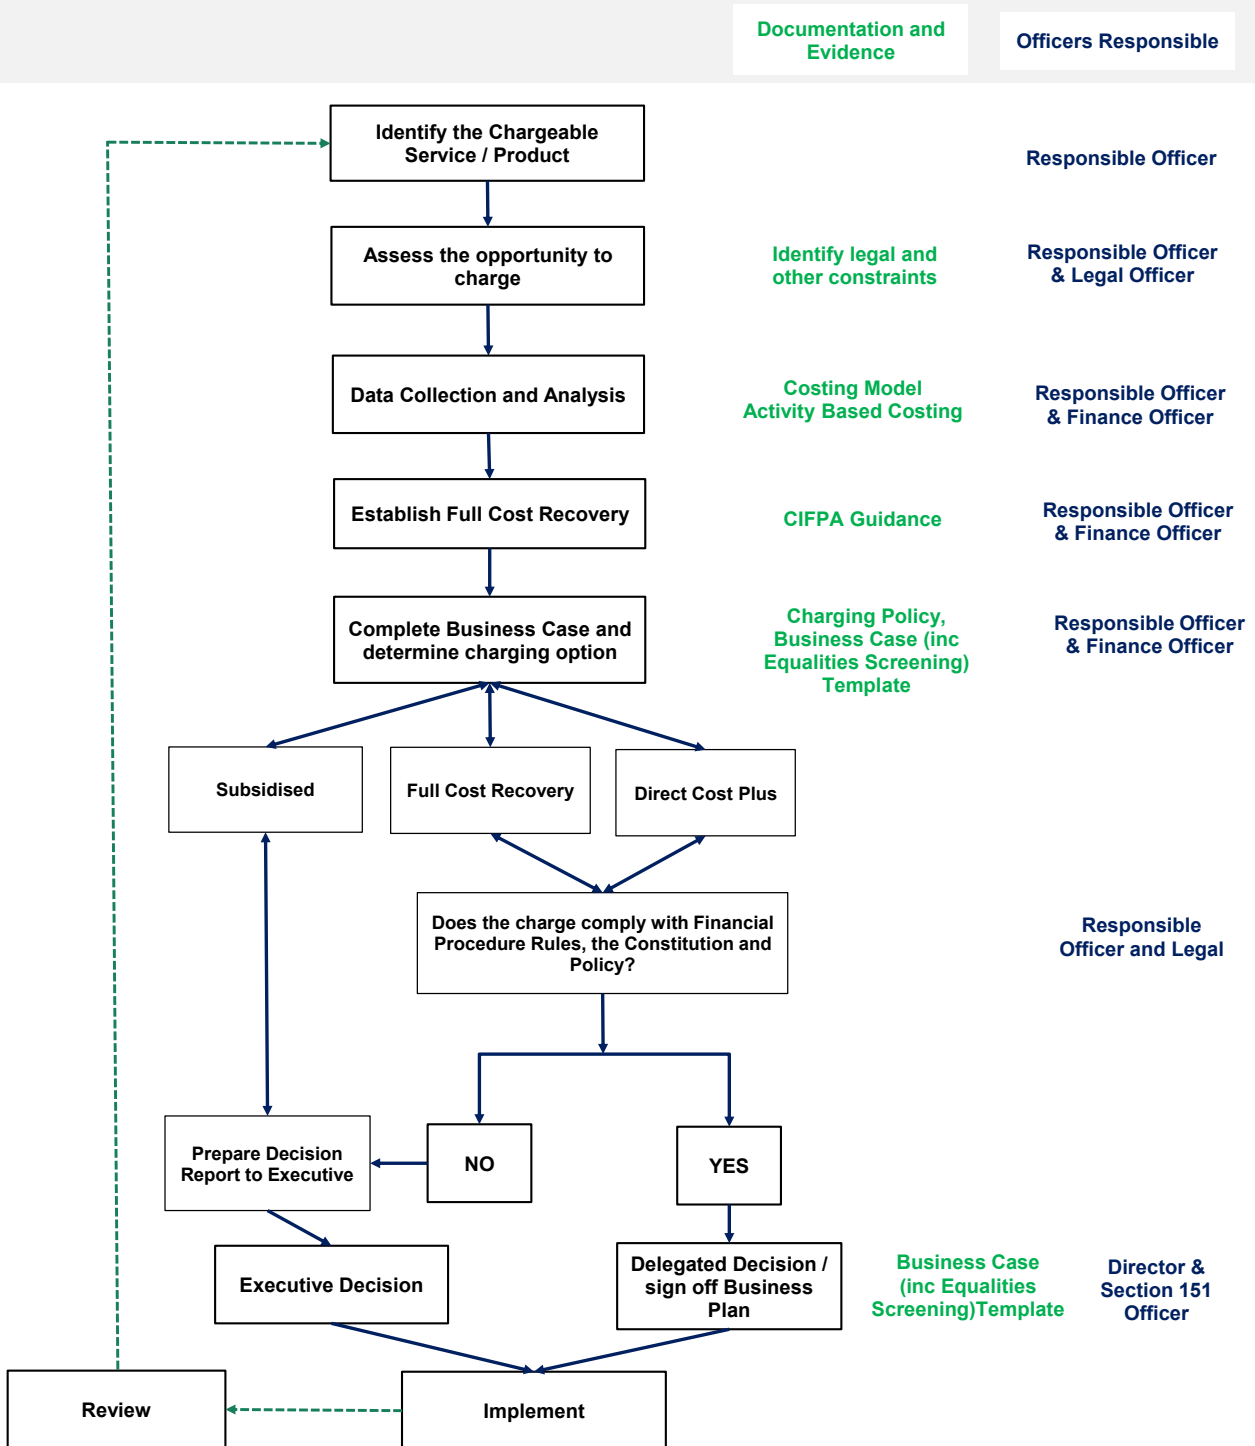 Documentation and
Evidence
Officers Responsible
Identify the Chargeable
Service / Product
Responsible Officer
Assess the opportunity to
charge
Identify legal and
other constraints
Responsible Officer
& Legal Officer
Data Collection and Analysis
Costing Model
Activity Based Costing
Responsible Officer
& Finance Officer
Establish Full Cost Recovery
CIFPA Guidance
Responsible Officer
& Finance Officer
Complete Business Case and
determine charging option
Charging Policy,
Business Case (inc
Equalities Screening)
Template
Responsible Officer
& Finance Officer
Subsidised
Full Cost Recovery
Direct Cost Plus
Does the charge comply with Financial
Procedure Rules, the Constitution and
Policy?
Responsible
Officer and Legal
Prepare Decision
Report to Executive
NO
YES
Executive Decision
Delegated Decision /
sign off Business
Plan
Business Case
(inc Equalities
Screening)Template
Director &
Section 151
Officer
Review
Implement